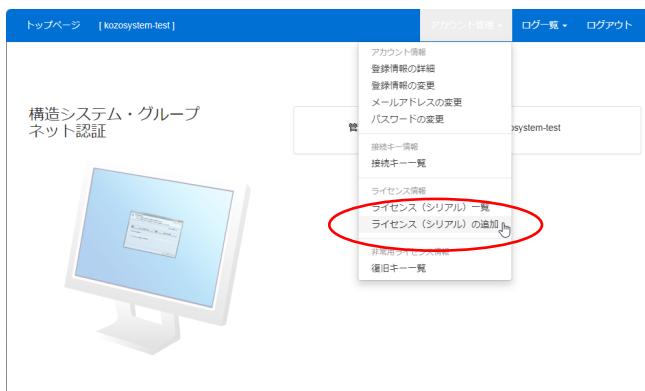 トップページ [ kozosystem-test ] アカウント管理 ログ一覧 ログアウト
アカウント情報
登録情報の詳細
登録情報の変更
メールアドレスの変更
パスワードの変更
接続キー情報
接続キー一覧
ライセンス情報
ライセンス（シリアル）一覧
ライセンス（シリアル）の追加
非常用ライセンス情報
復旧キー一覧
構造システム・グループ
ネット認証
管
osystem-test